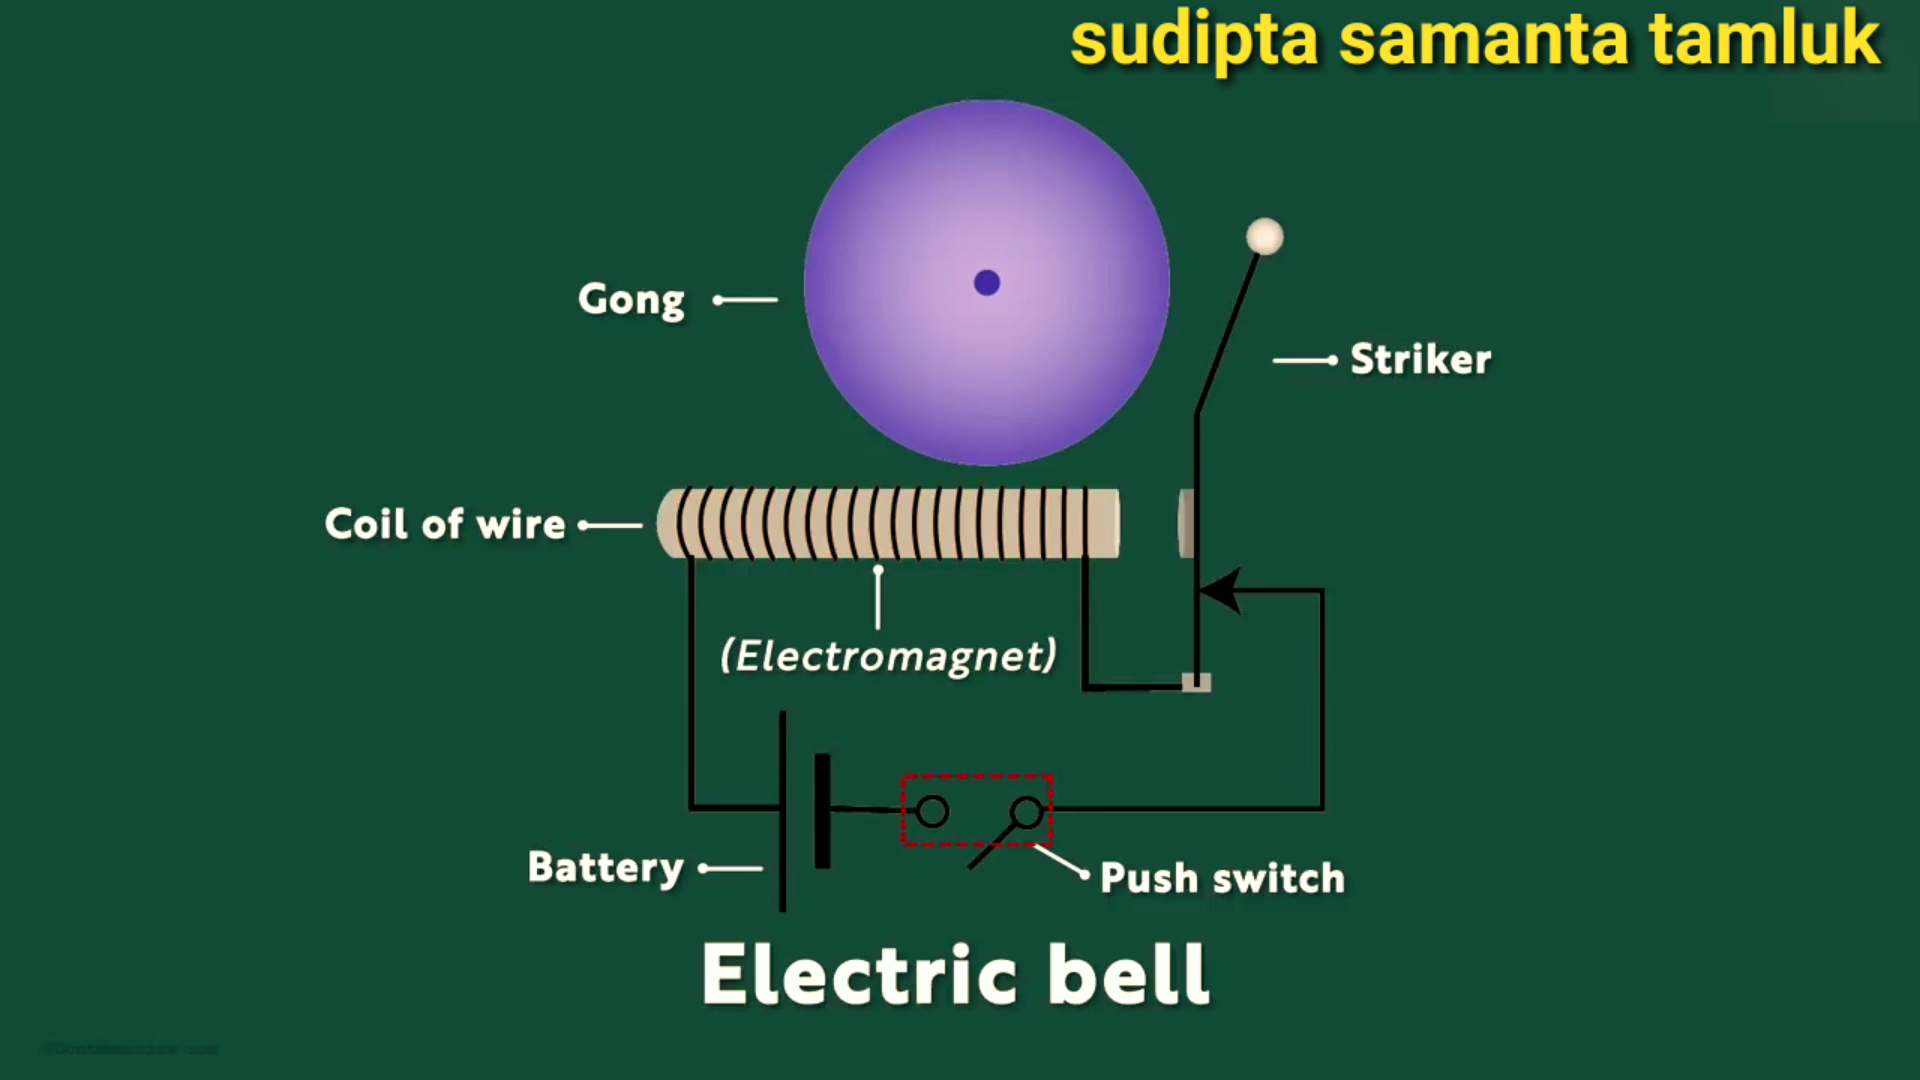 sudipta samanta tamluk
Gong
Striker
Coil of wire
(Electromagnet)
Battery
Push switch
Electric bell